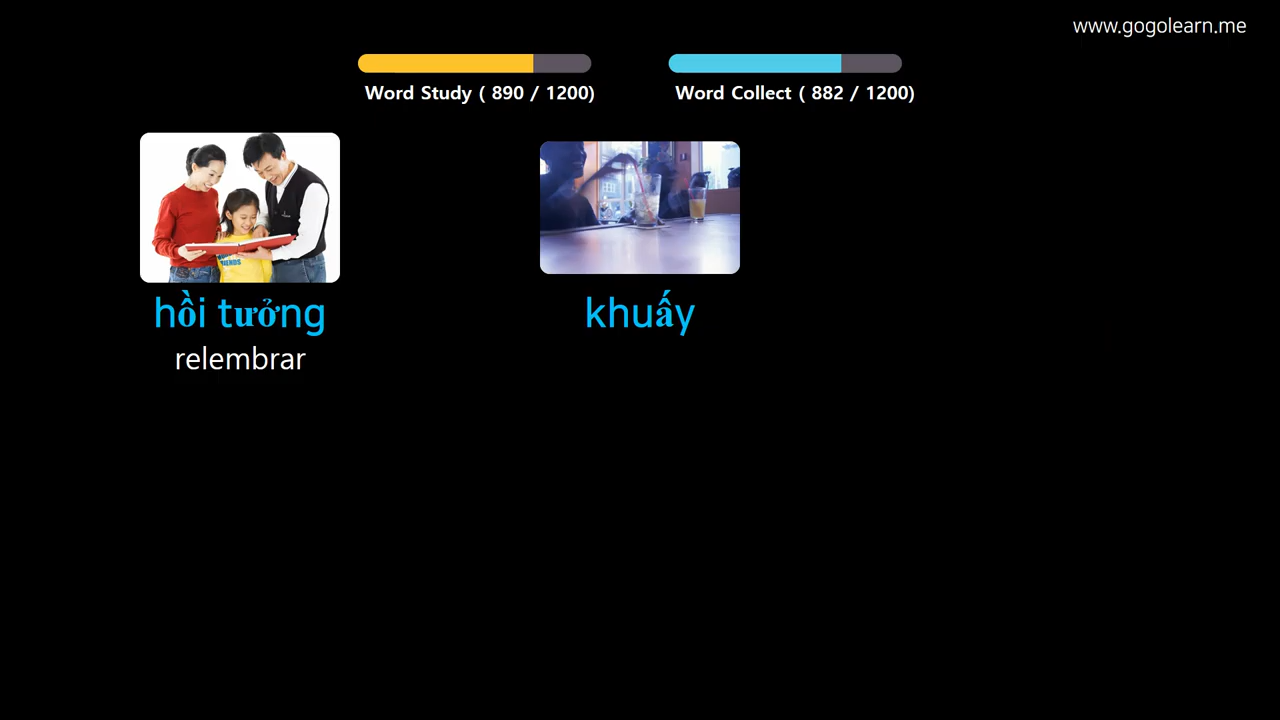 www.gogolearn.me
Word Study ( 890 / 1200)
Word Collect ( 882 / 1200)
hồi tưởng
khuấy
relembrar